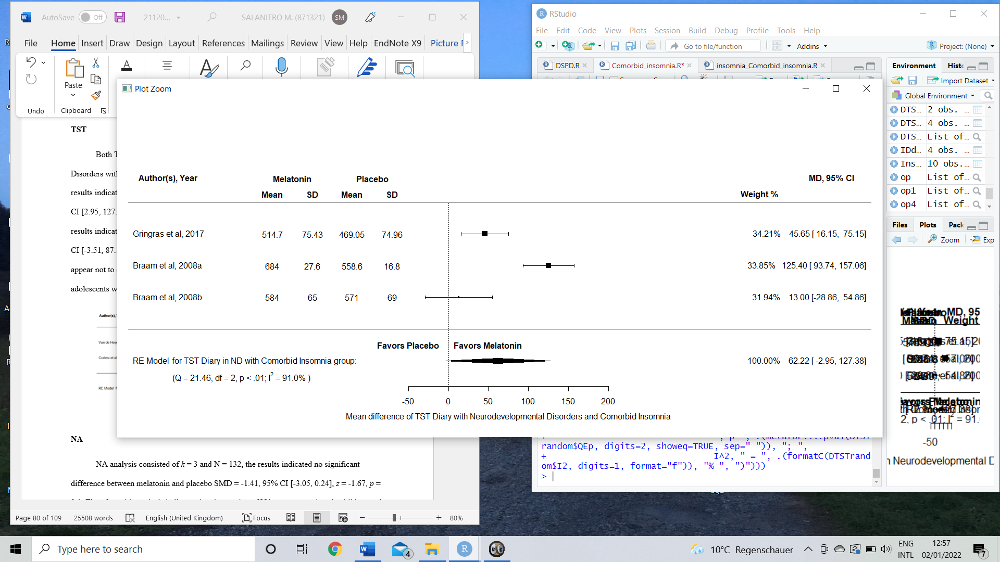 AutoSave Off 21120... SALANITRO M. (871321) SM
File Home Insert Draw Design Layout References Mailings Review View Help EndNote X9 Picture F
Paste
Undo Clipboard
RStudio
File Edit Code View Plots Session Build Debug Profile Tools Help
Go to file/function Addins Project: (None)
DSPD.R Comorbid_insomnia.R* insomnia_Comorbid_insomnia.R
Environment Histo
Import Dataset
Global Environment
DTS... 2 obs. ...
DTS... 4 obs. ...
DTS... List of...
IDd... 4 obs. ...
Ins... 10 obs...
op List of...
op1 List of...
op4 List of...
Files Plots Pack
Zoom Exp
TST
Both T
Disorders with
results indicat
CI [2.95, 127.
results indicat
CI [-3.51, 87.
appear not to
adolescents w
Author(s),
Van de Heij
Cortesi et al
RE Model
Plot Zoom
Author(s), Year Melatonin Placebo MD, 95% CI
Mean SD Mean SD Weight %
Gringras et al, 2017 514.7 75.43 469.05 74.96 34.21% 45.65 [ 16.15, 75.15]
Braam et al, 2008a 684 27.6 558.6 16.8 33.85% 125.40 [ 93.74, 157.06]
Braam et al, 2008b 584 65 571 69 31.94% 13.00 [-28.86, 54.86]
Favors Placebo Favors Melatonin
RE Model for TST Diary in ND with Comorbid Insomnia group: 100.00% 62.22 [ -2.95, 127.38]
(Q = 21.46, df = 2, p < .01; I2 = 91.0% )
-50 0 50 100 150 200
Mean difference of TST Diary with Neurodevelopmental Disorders and Comorbid Insomnia
NA
NA analysis consisted of k = 3 and N = 132, the results indicated no significant
difference between melatonin and placebo SMD = -1.41, 95% CI [-3.05, 0.24], z = -1.67, p =
random$QEp, digits=2, showeq=TRUE, sep=" ")), "; ",
+ I^2, " = ", .(formatC(DTSTrand
om$I2, digits=1, format="f")), "% ", ")")))
>
MD, 95
Weight
2, p < .01; I2 = 91.
-50
n Neurodevelopmental D
Page 80 of 109 25508 words English (United Kingdom) Focus 80%
Type here to search 4 10°C Regenschauer ENG INTL 12:57 02/01/2022 7